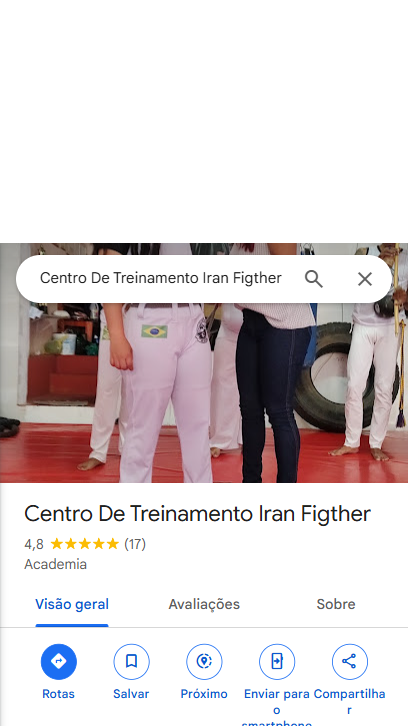 Centro De Treinamento Iran Figther
Centro De Treinamento Iran Figther
4,8 (17)
Academia
Visão geral Avaliações Sobre
Rotas Salvar Próximo Enviar para o smartphone Compartilhar